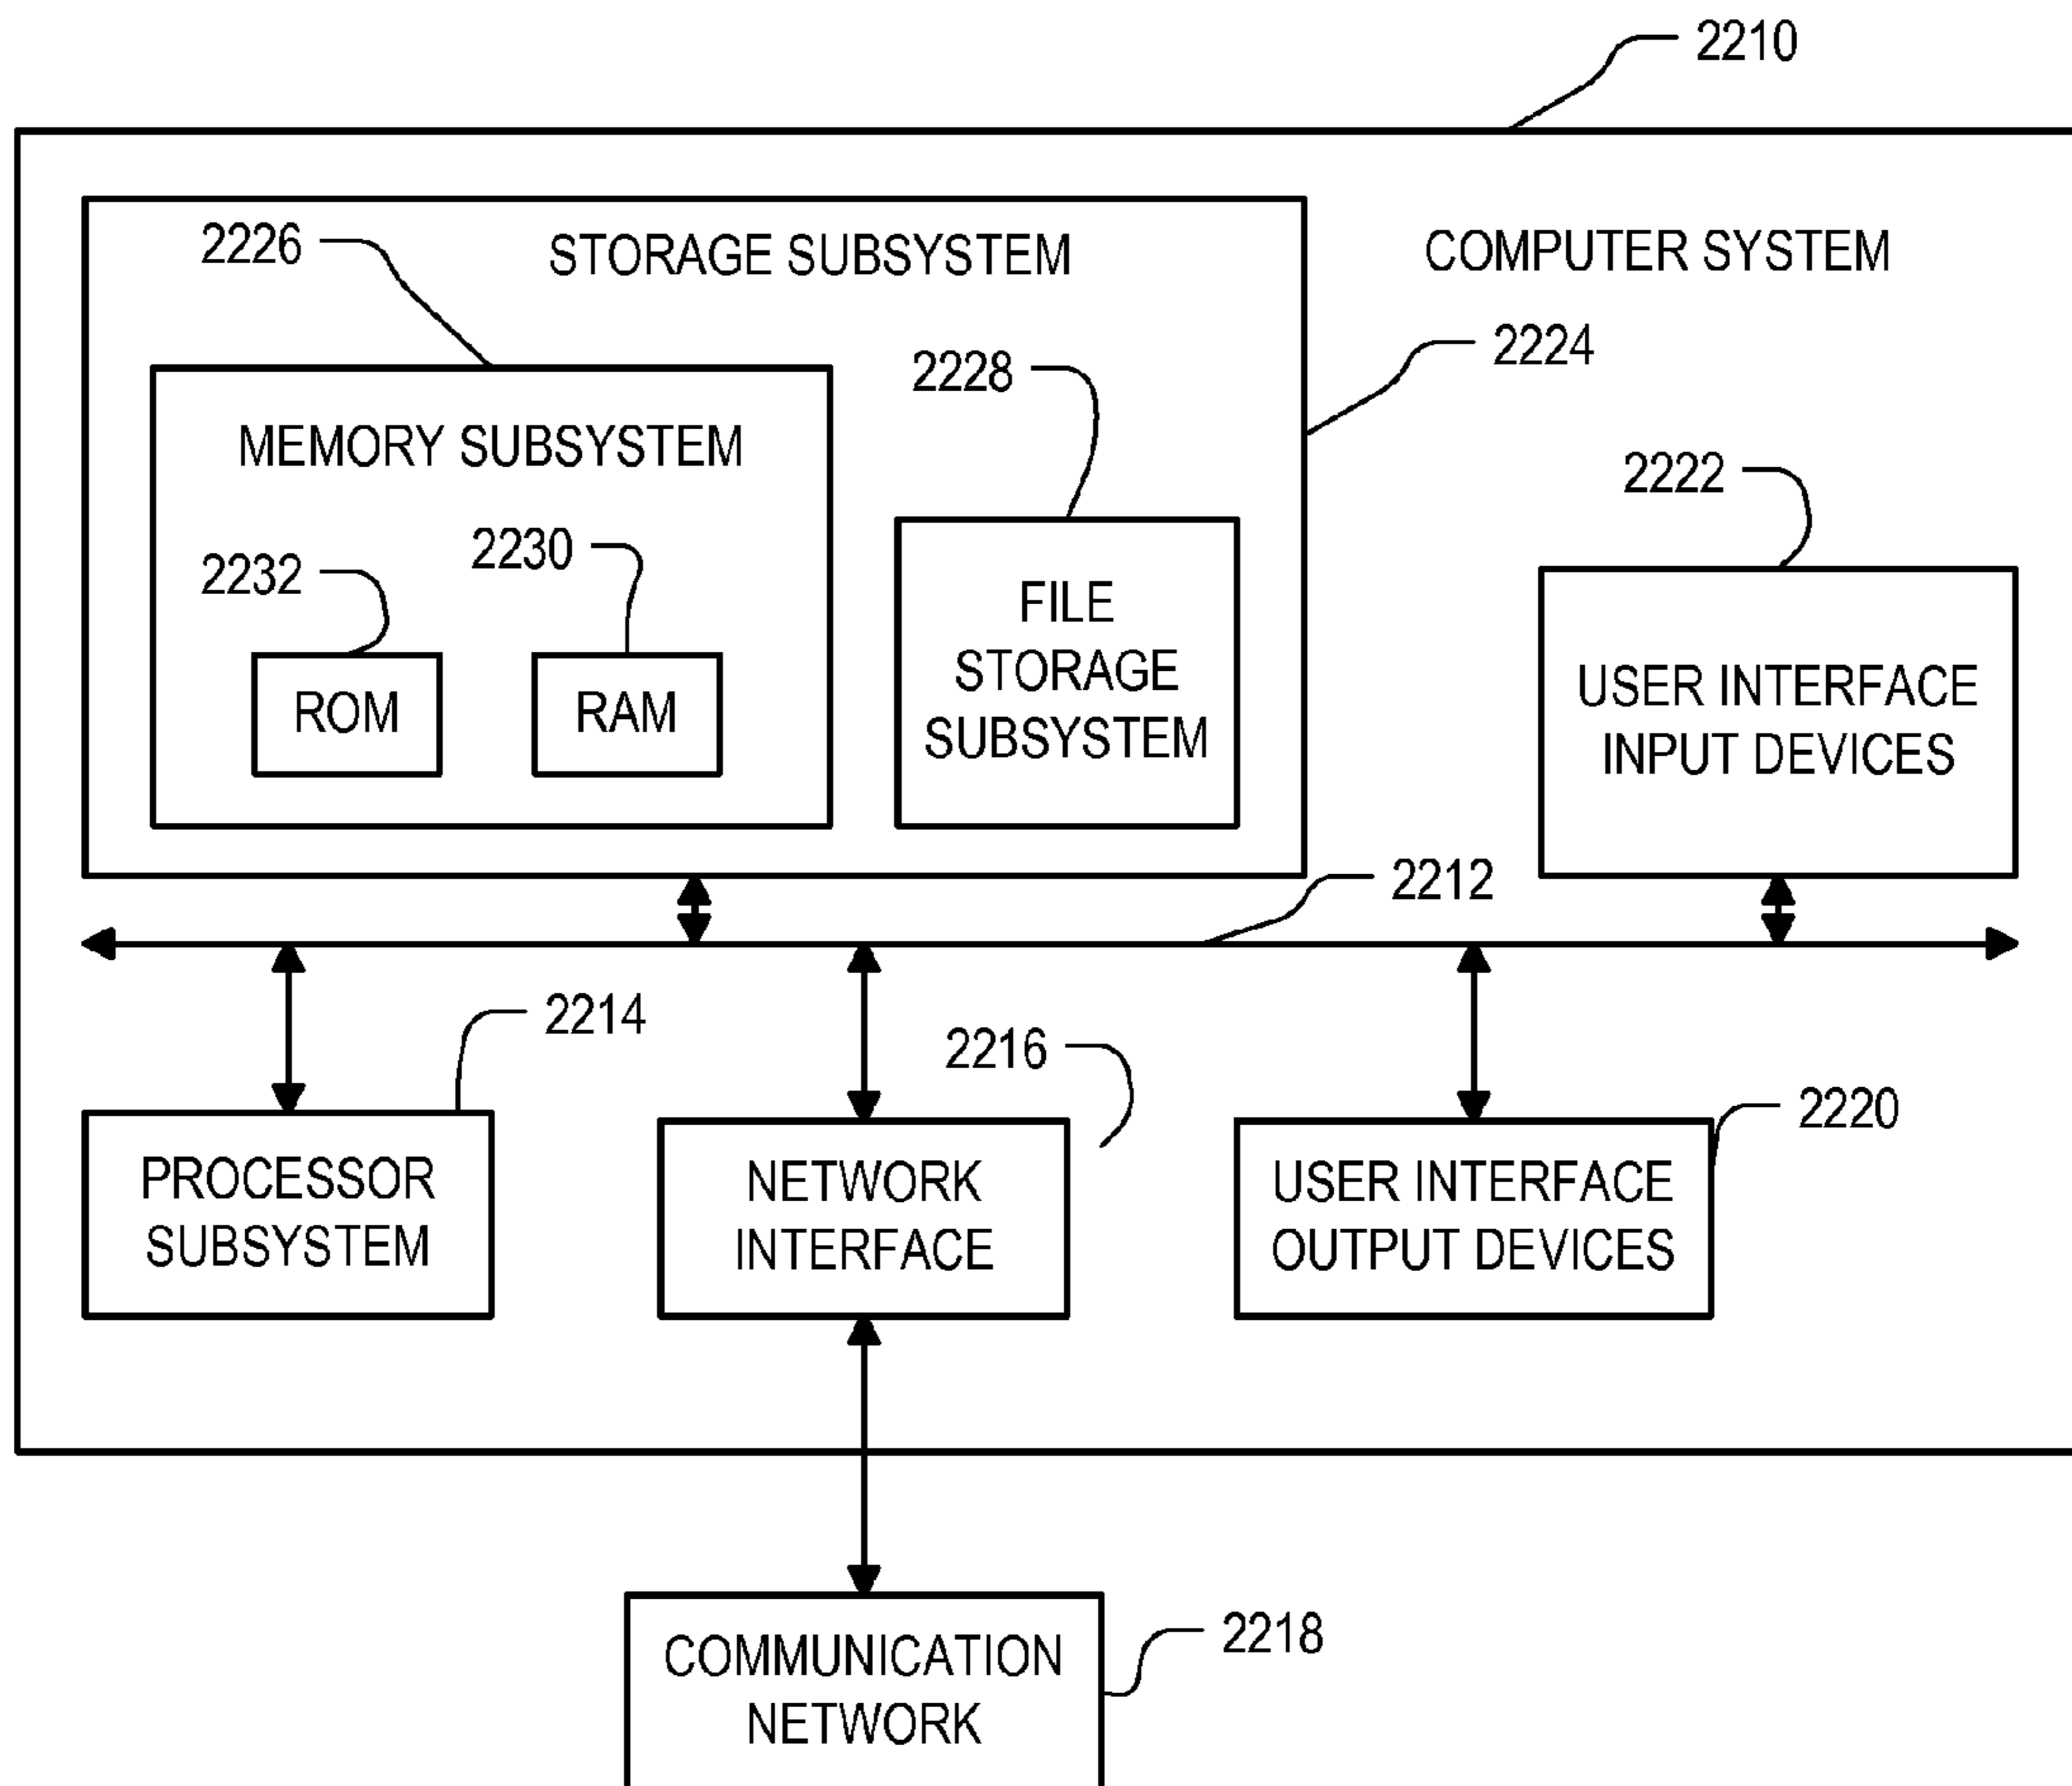 2210
2226
STORAGE SUBSYSTEM
COMPUTER SYSTEM
2224
2228
MEMORY SUBSYSTEM
2222
2232
2230
FILE
STORAGE
SUBSYSTEM
ROM
RAM
USER INTERFACE
INPUT DEVICES
2212
2214
2216
2220
PROCESSOR
SUBSYSTEM
NETWORK
INTERFACE
USER INTERFACE
OUTPUT DEVICES
2218
COMMUNICATION
NETWORK